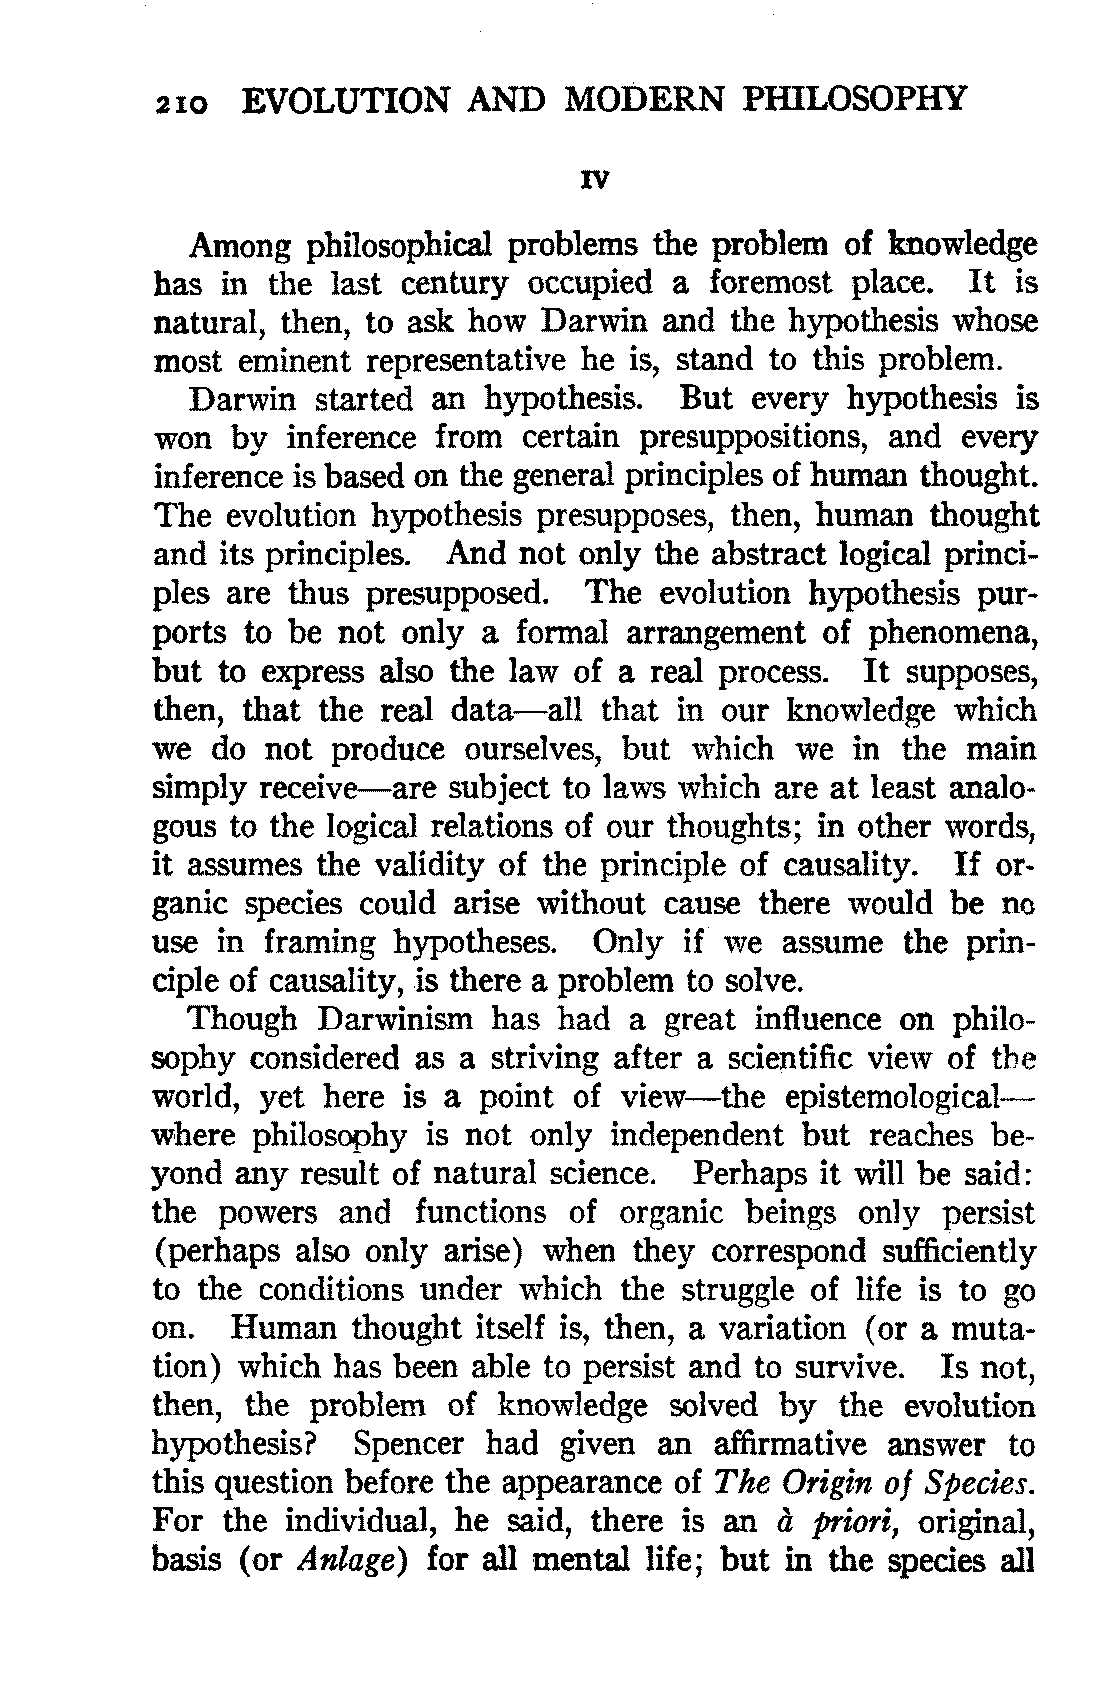 210 EVOLUTION AND MODERN PHILOSOPHY
IV
Among philosophical problems the problem of knowledge
has in the last century occupied a foremost place. It is
natural, then, to ask how Darwin and the hypothesis whose
most eminent representative he is, stand to this problem.
Darwin started an hypothesis. But every hypothesis is
won by inference from certain presuppositions, and every
inference is based on the general principles of human thought.
The evolution hypothesis presupposes, then, human thought
and its principles. And not only the abstract logical princi-
ples are thus presupposed. The evolution hypothesis pur-
ports to be not only a formal arrangement of phenomena,
but to express also the law of a real process. It supposes,
then, that the real data—all that in our knowledge which
we do not produce ourselves, but which we in the main
simply receive—are subject to laws which are at least analo-
gous to the logical relations of our thoughts; in other words,
it assumes the validity of the principle of causality. If or-
ganic species could arise without cause there would be no
use in framing hypotheses. Only if we assume the prin-
ciple of causality, is there a problem to solve.
Though Darwinism has had a great influence on philo-
sophy considered as a striving after a scientific view of the
world, yet here is a point of view—the epistemological—
where philosophy is not only independent but reaches be-
yond any result of natural science. Perhaps it will be said:
the powers and functions of organic beings only persist
(perhaps also only arise) when they correspond sufficiently
to the conditions under which the struggle of life is to go
on. Human thought itself is, then, a variation (or a muta-
tion) which has been able to persist and to survive. Is not,
then, the problem of knowledge solved by the evolution
hypothesis? Spencer had given an affirmative answer to
this question before the appearance of The Origin of Species.
For the individual, he said, there is an à priori, original,
basis (or Anlage) for all mental life; but in the species all